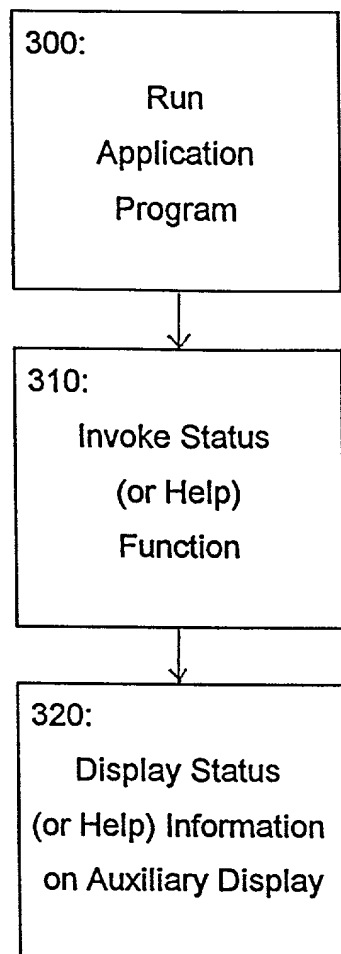 300:
Run
Application
Program
310:
Invoke Status
(or Help)
Function
320:
Display Status
(or Help) Information
on Auxiliary Display